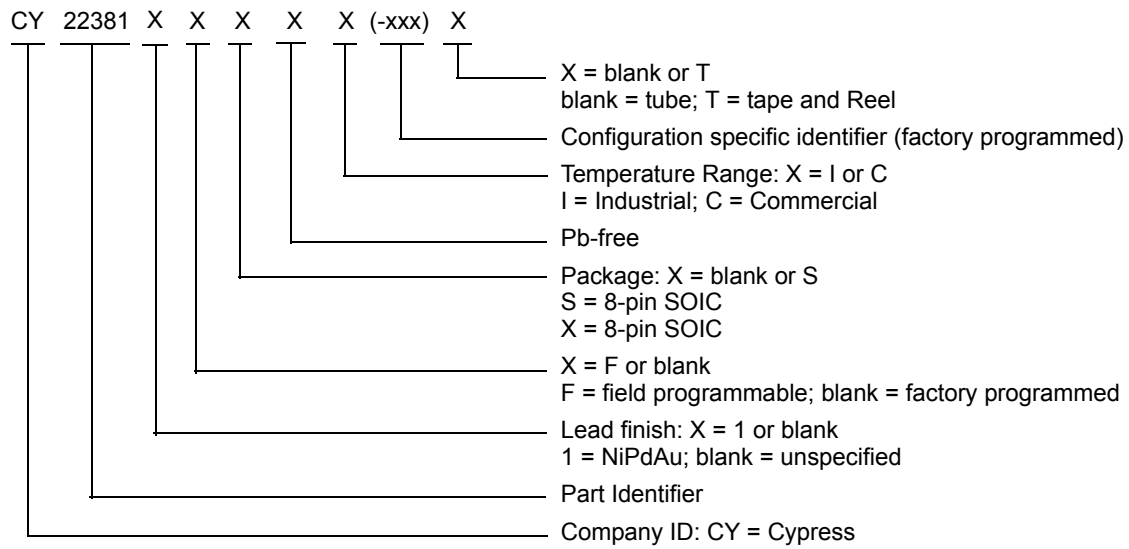 CY 22381 X X X X X (-xxx) X
X = blank or T
blank = tube; T = tape and Reel
Configuration specific identifier (factory programmed)
Temperature Range: X = I or C
I = Industrial; C = Commercial
Pb-free
Package: X = blank or S
S = 8-pin SOIC
X = 8-pin SOIC
X = F or blank
F = field programmable; blank = factory programmed
Lead finish: X = 1 or blank
1 = NiPdAu; blank = unspecified
Part Identifier
Company ID: CY = Cypress